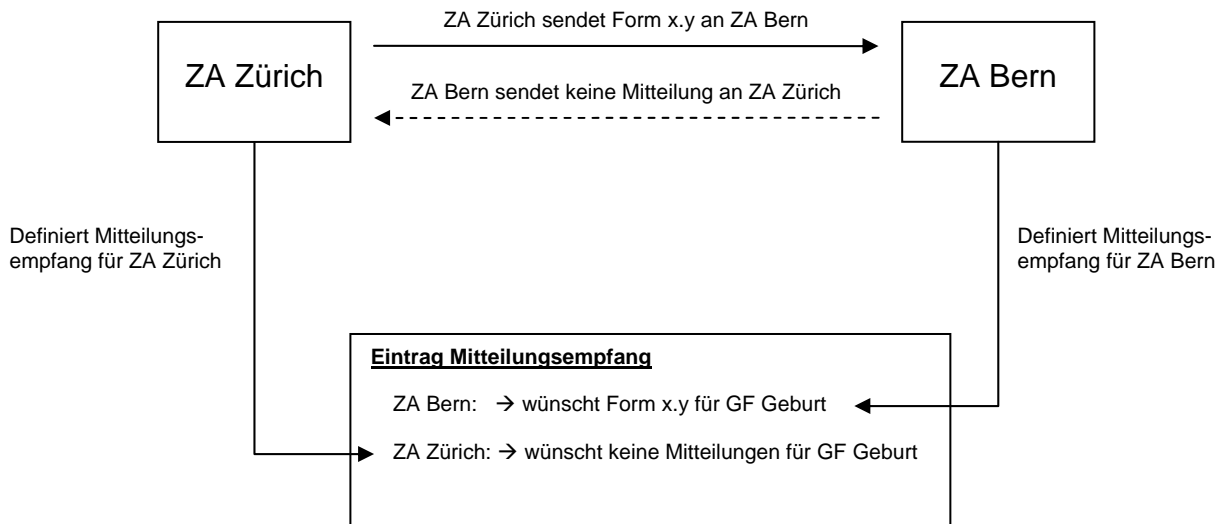 ZA Zürich sendet Form x.y an ZA Bern
ZA Zürich
ZA Bern
ZA Bern sendet keine Mitteilung an ZA Zürich
Definiert Mitteilungs-
empfang für ZA Zürich
Definiert Mitteilungs-
empfang für ZA Bern
Eintrag Mitteilungsempfang
ZA Bern: → wünscht Form x.y für GF Geburt
ZA Zürich: → wünscht keine Mitteilungen für GF Geburt